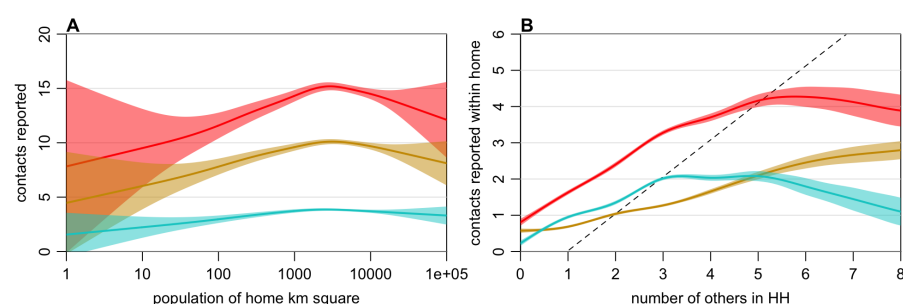 A
20
15
10
5
0
contacts reported
1 10 100 1000 10000 1e+05
population of home km square
B
6
5
4
3
2
1
0
contacts reported within home
0 1 2 3 4 5 6 7 8
number of others in HH